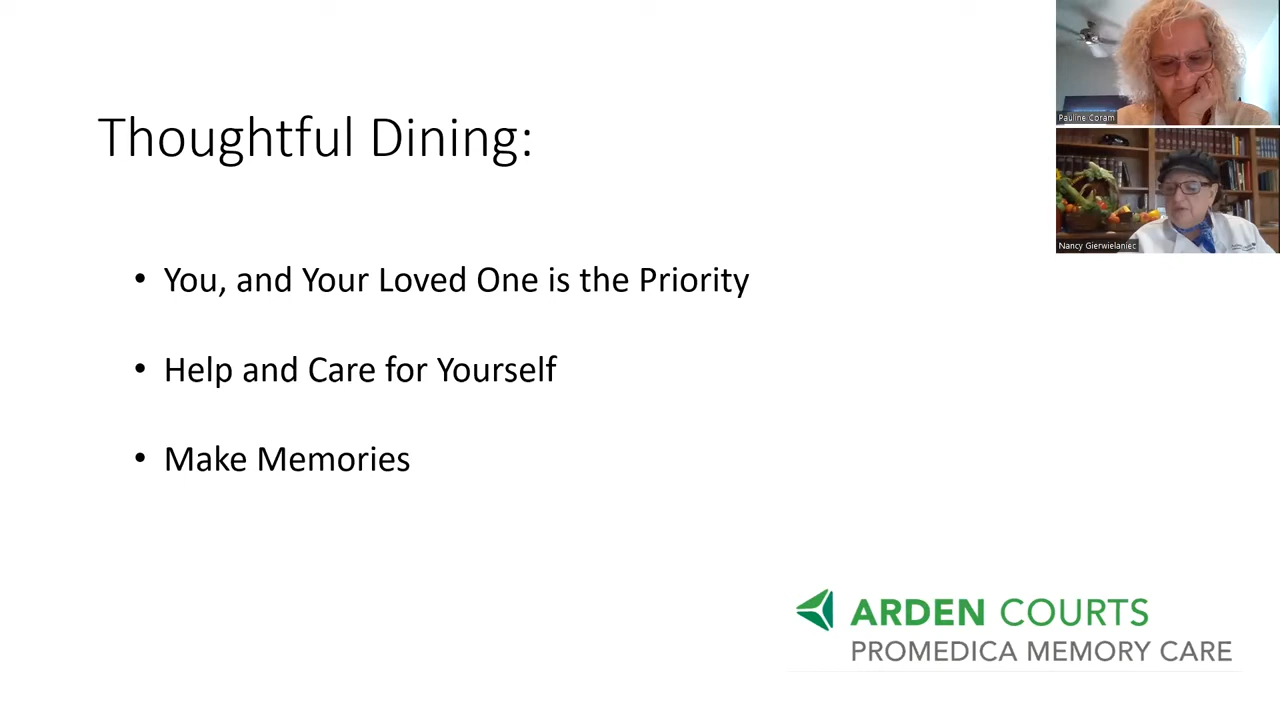 Thoughtful Dining:
• You, and Your Loved One is the Priority
• Help and Care for Yourself
• Make Memories
Pauline Coram
Nancy Gierwielaniec
ARDEN COURTS
PROMEDICA MEMORY CARE